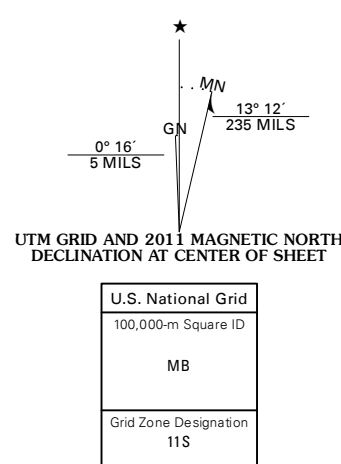 MN
GN
13° 12´
235 MILS
0° 16´
5 MILS
UTM GRID AND 2011 MAGNETIC NORTH
DECLINATION AT CENTER OF SHEET
U.S. National Grid
100,000-m Square ID
MB
Grid Zone Designation
11S